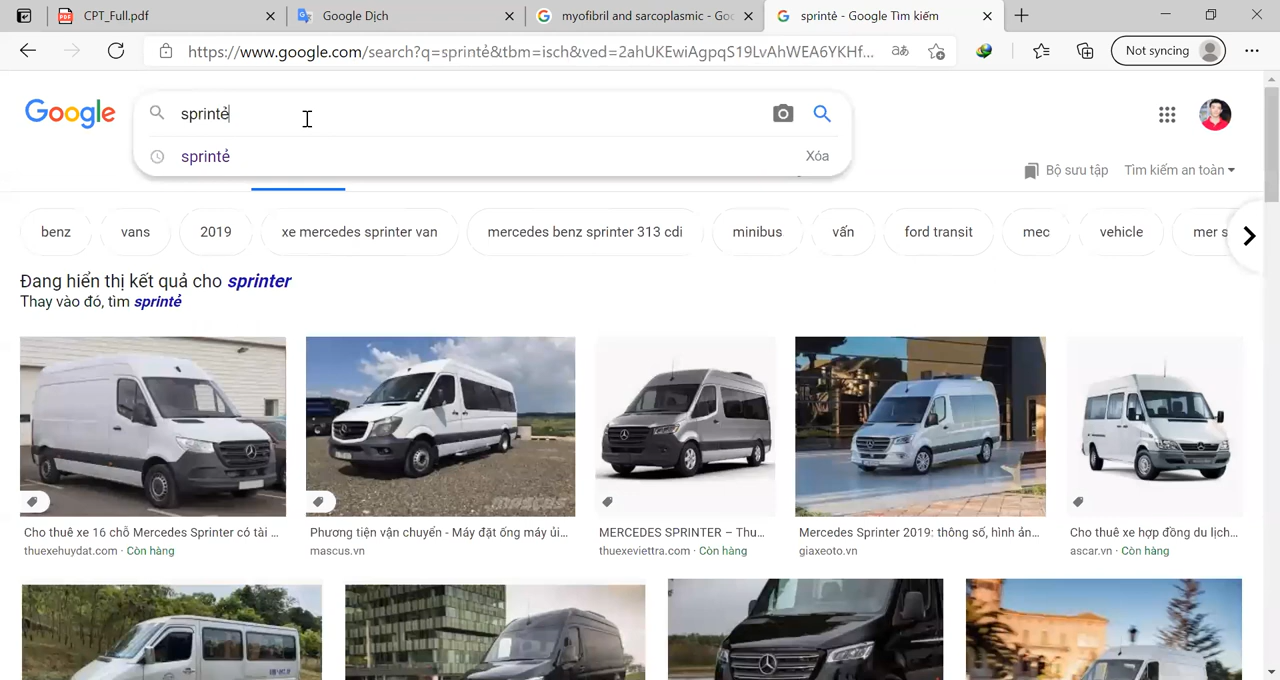 CPT_Full.pdf
Google Dịch
myofibril and sarcoplasmic - Goo
sprintẻ - Google Tìm kiếm
https://www.google.com/search?q=sprintẻ&tbm=isch&ved=2ahUKEwiAgpqS19LvAhWEA6YKHf...
Not syncing
Google
sprintẻ
sprintẻ
Xóa
Bộ sưu tập
Tìm kiếm an toàn
benz
vans
2019
xe mercedes sprinter van
mercedes benz sprinter 313 cdi
minibus
vấn
ford transit
mec
vehicle
mer s
Đang hiển thị kết quả cho sprinter
Thay vào đó, tìm sprintẻ
mascus
Cho thuê xe 16 chỗ Mercedes Sprinter có tài ...
thuexehuydat.com · Còn hàng
Phương tiện vận chuyển - Máy đặt ống máy ủi...
mascus.vn
MERCEDES SPRINTER – Thu...
thuexeviettra.com · Còn hàng
Mercedes Sprinter 2019: thông số, hình ản...
giaxeoto.vn
Cho thuê xe hợp đồng du lịch...
ascar.vn · Còn hàng